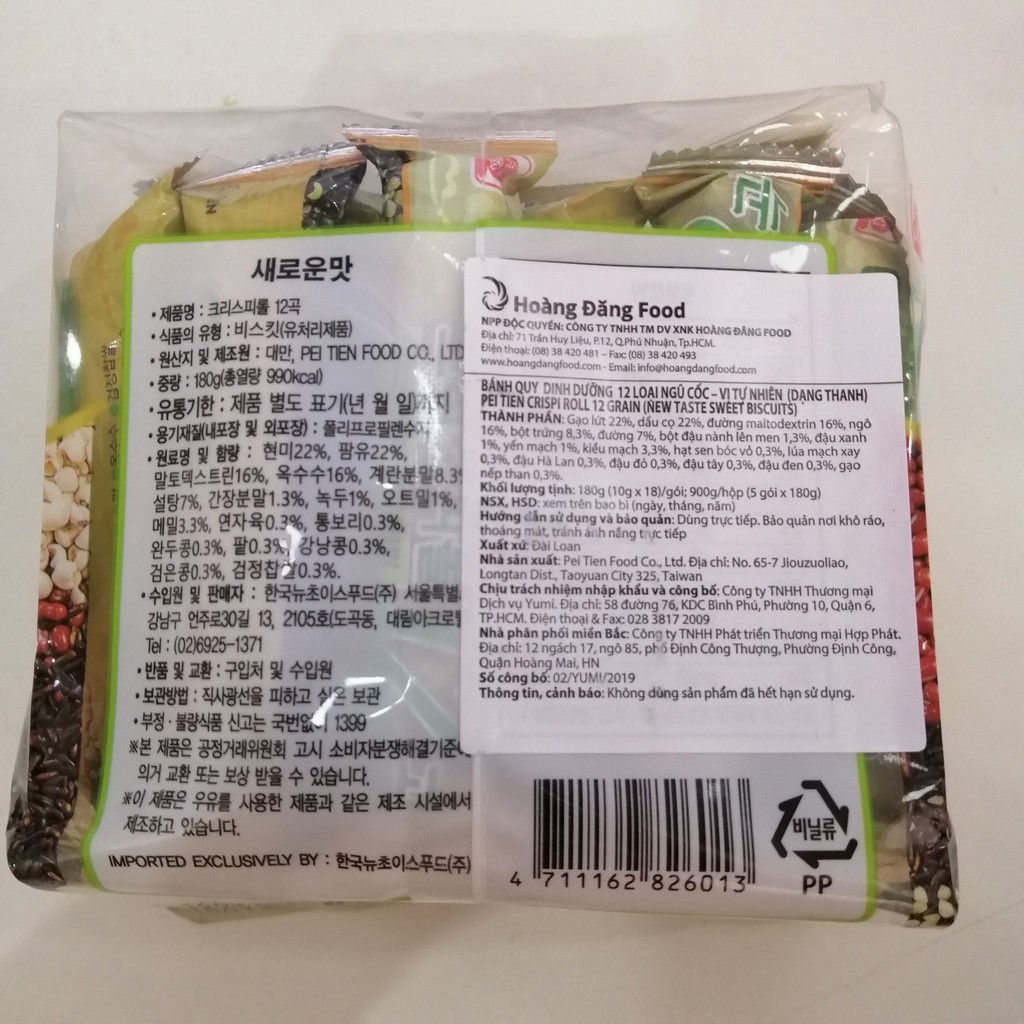 새로운맛
• 제품명 : 크리스피롤 12곡
• 식품의 유형 : 비스킷(유처리제품)
• 원산지 및 제조원 : 대만, PEI TIEN FOOD CO., LTD
• 중량 : 180g(총열량 990kcal)
• 유통기한 : 제품 별도 표기(년 월 일)까지
• 용기재질(내포장 및 외포장) : 폴리프로필렌수지
• 원료명 및 함량 : 현미22%, 팜유22%,
말토덱스트린16%, 옥수수16%, 계란분말8.3%
설탕7%, 간장분말1.3%, 녹두1%, 오트밀1%,
메밀3.3%, 연자육0.3%, 통보리0.3%,
완두콩0.3%, 팥0.3%, 강낭콩0.3%,
검은콩0.3%, 검정찹쌀0.3%.
• 수입원 및 판매자 : 한국뉴초이스푸드(주) 서울특별
강남구 언주로30길 13, 2105호(도곡동, 대림아크로텔
Tel : (02)6925-1371
• 반품 및 교환 : 구입처 및 수입원
• 보관방법 : 직사광선을 피하고 실온 보관
• 부정 · 불량식품 신고는 국번없이 1399
※본 제품은 공정거래위원회 고시 소비자분쟁해결기준에
의거 교환 또는 보상 받을 수 있습니다.
※이 제품은 우유를 사용한 제품과 같은 제조 시설에서
제조하고 있습니다.
IMPORTED EXCLUSIVELY BY : 한국뉴초이스푸드(주)
Hoàng Đăng Food
NPP ĐỘC QUYỀN: CÔNG TY TNHH TM DV XNK HOÀNG ĐĂNG FOOD
Địa chỉ: 71 Trần Huy Liệu, P.12, Q.Phú Nhuận, Tp.HCM.
Điện thoại: (08) 38 420 481 – Fax: (08) 38 420 493
www.hoangdangfood.com - Email: info@hoangdangfood.com
BÁNH QUY DINH DƯỠNG 12 LOẠI NGŨ CỐC – VỊ TỰ NHIÊN (DẠNG THANH)
PEI TIEN CRISPI ROLL 12 GRAIN (NEW TASTE SWEET BISCUITS)
THÀNH PHẦN: Gạo lứt 22%, dầu cọ 22%, đường maltodextrin 16%, ngô
16%, bột trứng 8,3%, đường 7%, bột đậu nành lên men 1,3%, đậu xanh
1%, yến mạch 1%, kiều mạch 3,3%, hạt sen bóc vỏ 0,3%, lúa mạch xay
0,3%, đậu Hà Lan 0,3%, đậu đỏ 0,3%, đậu tây 0,3%, đậu đen 0,3%, gạo
nếp than 0,3%.
Khối lượng tịnh: 180g (10g x 18)/gói; 900g/hộp (5 gói x 180g)
NSX, HSD: xem trên bao bì (ngày, tháng, năm)
Hướng dẫn sử dụng và bảo quản: Dùng trực tiếp. Bảo quản nơi khô ráo,
thoáng mát, tránh ánh nắng trực tiếp
Xuất xứ: Đài Loan
Nhà sản xuất: Pei Tien Food Co., Ltd. Địa chỉ: No. 65-7 Jiouzuoliao,
Longtan Dist., Taoyuan City 325, Taiwan
Chịu trách nhiệm nhập khẩu và công bố: Công ty TNHH Thương mại
Dịch vụ Yumi. Địa chỉ: 58 đường 76, KDC Bình Phú, Phường 10, Quận 6,
TP.HCM. Điện thoại & Fax: 028 3817 2009
Nhà phân phối miền Bắc: Công ty TNHH Phát triển Thương mại Hợp Phát.
Địa chỉ: 12 ngách 17, ngõ 85, phố Định Công Thượng, Phường Định Công,
Quận Hoàng Mai, HN
Số công bố: 02/YUMI/2019
Thông tin, cảnh báo: Không dùng sản phẩm đã hết hạn sử dụng.
4 711162 826013
비닐류
PP